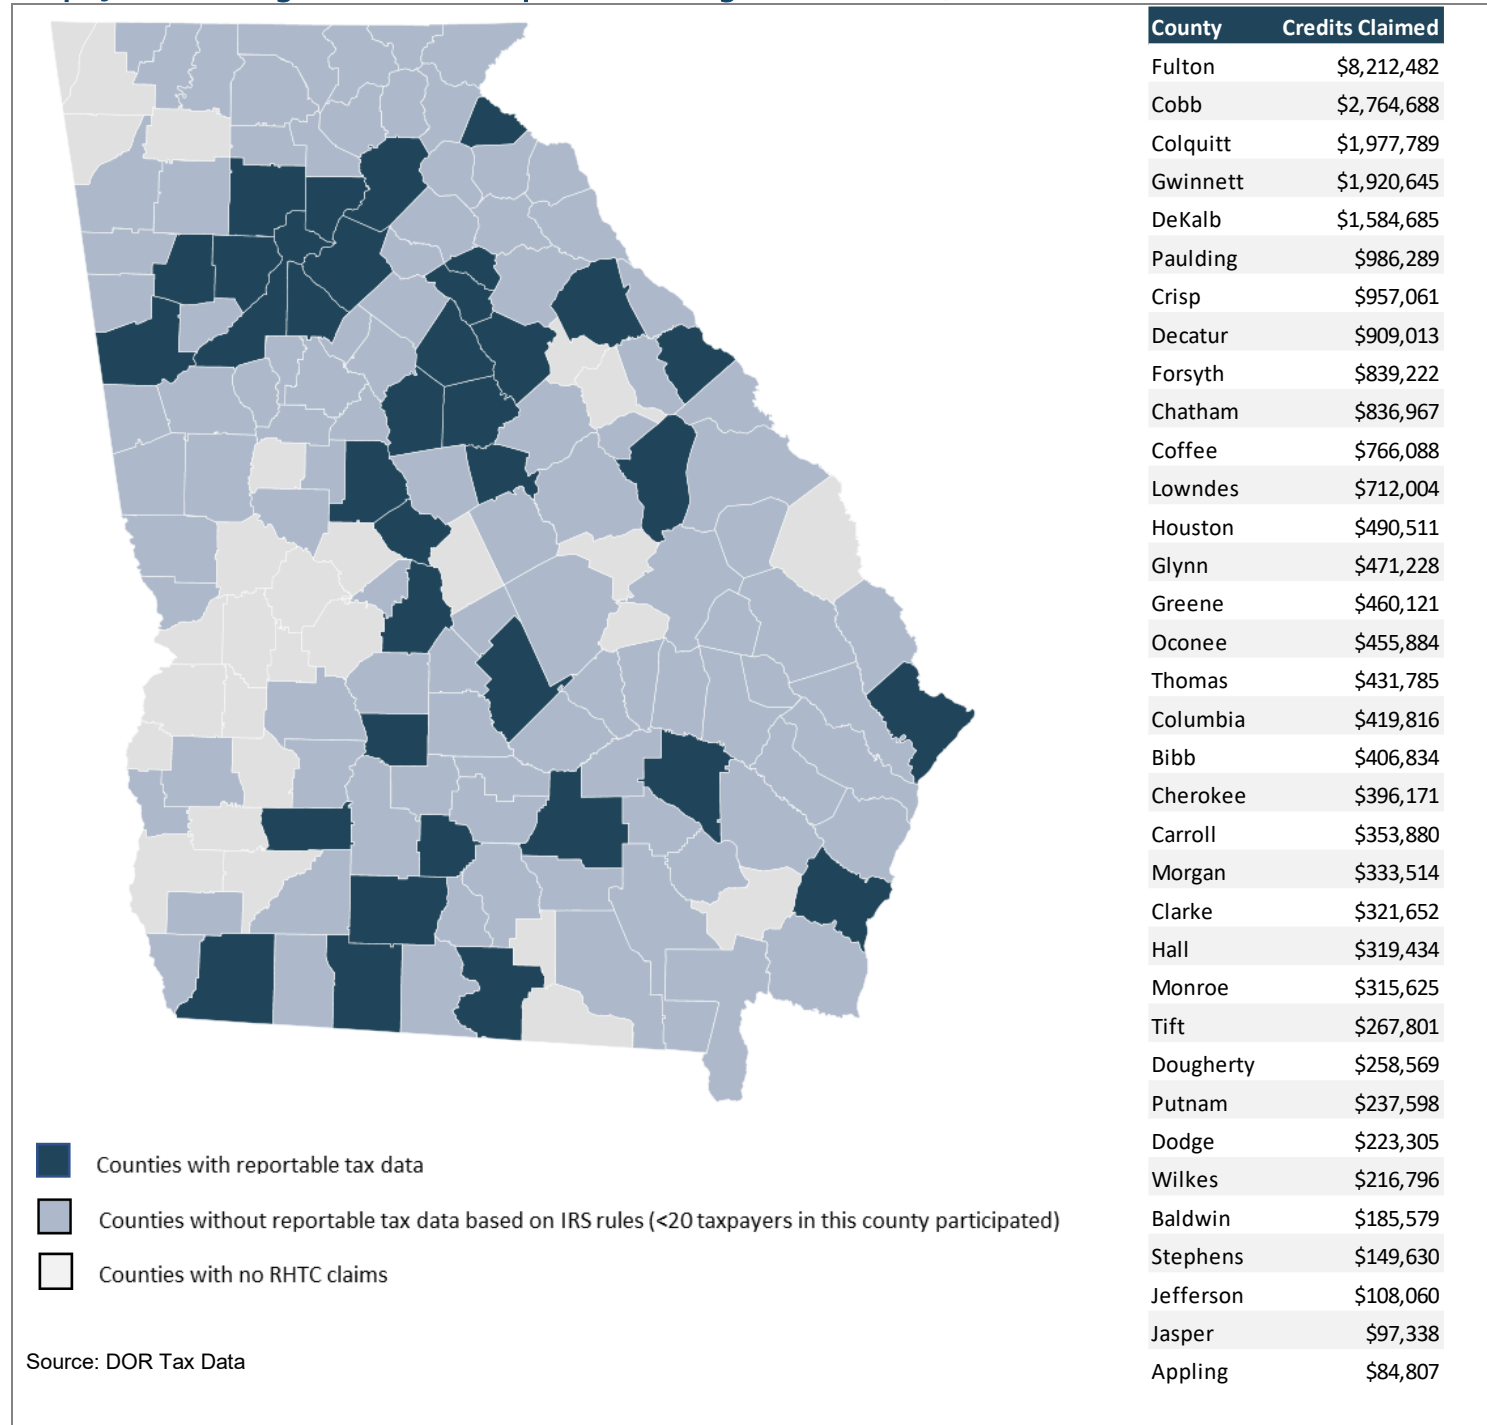 County Credits Claimed
Fulton $8,212,482
Cobb $2,764,688
Colquitt $1,977,789
Gwinnett $1,920,645
DeKalb $1,584,685
Paulding $986,289
Crisp $957,061
Decatur $909,013
Forsyth $839,222
Chatham $836,967
Coffee $766,088
Lowndes $712,004
Houston $490,511
Glynn $471,228
Greene $460,121
Oconee $455,884
Thomas $431,785
Columbia $419,816
Bibb $406,834
Cherokee $396,171
Carroll $353,880
Morgan $333,514
Clarke $321,652
Hall $319,434
Monroe $315,625
Tift $267,801
Dougherty $258,569
Putnam $237,598
Dodge $223,305
Wilkes $216,796
Baldwin $185,579
Stephens $149,630
Jefferson $108,060
Jasper $97,338
Appling $84,807
Counties with reportable tax data
Counties without reportable tax data based on IRS rules (<20 taxpayers in this county participated)
Counties with no RHTC claims
Source: DOR Tax Data